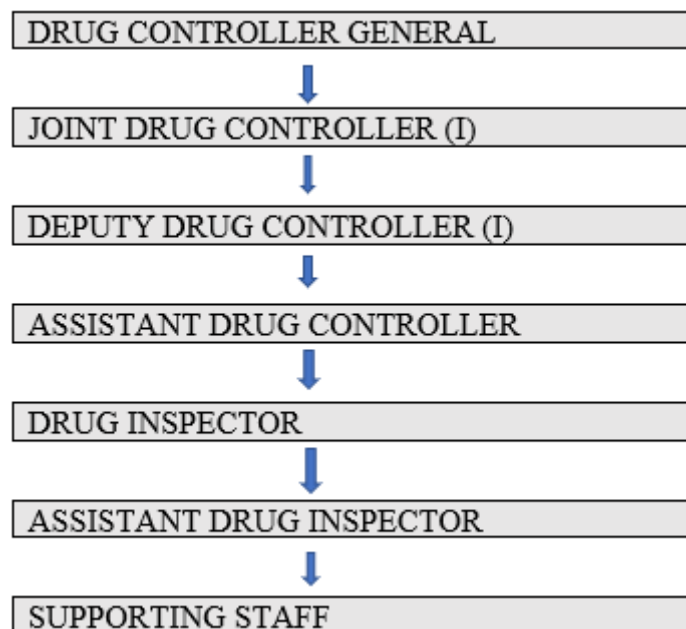 DRUG CONTROLLER GENERAL
JOINT DRUG CONTROLLER (I)
DEPUTY DRUG CONTROLLER (I)
ASSISTANT DRUG CONTROLLER
DRUG INSPECTOR
ASSISTANT DRUG INSPECTOR
SUPPORTING STAFF